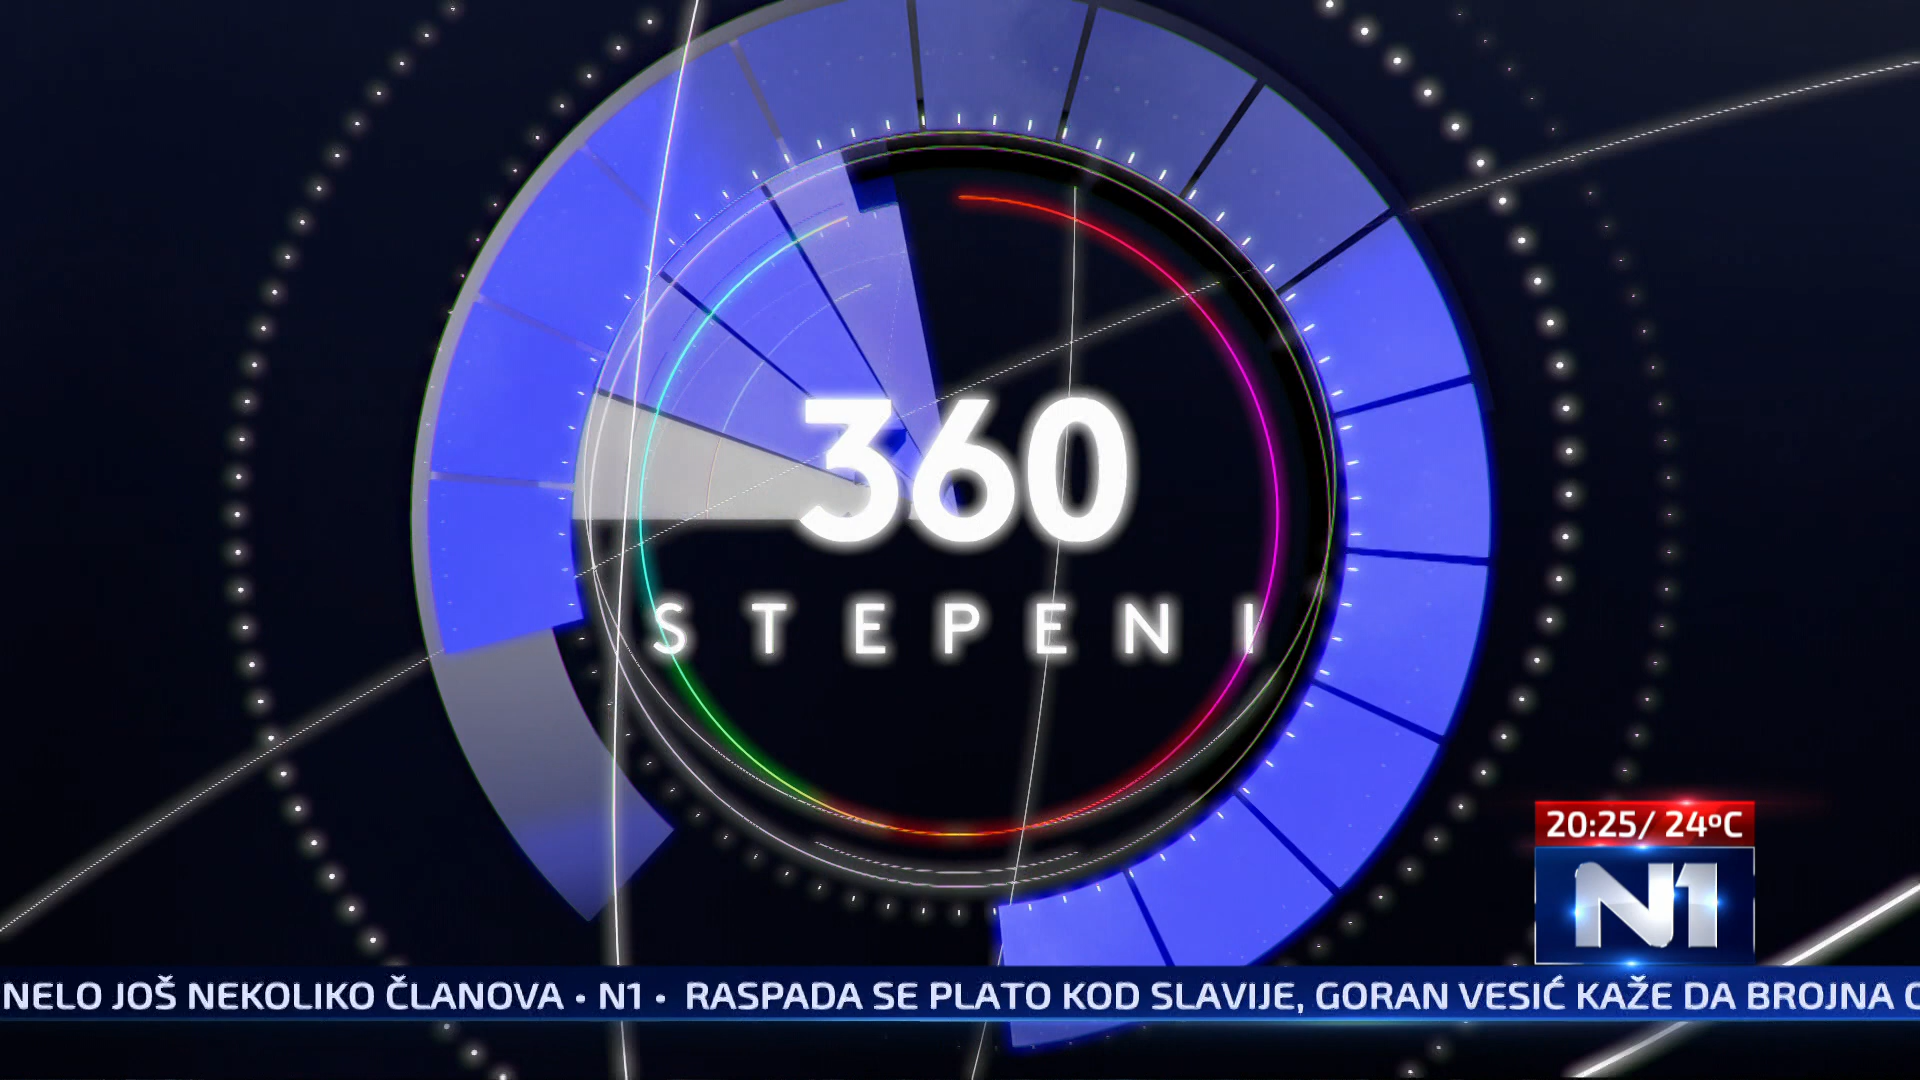 360
STEPENI
20:25/ 24ºC
N1
NELO JOŠ NEKOLIKO ČLANOVA • N1 • RASPADA SE PLATO KOD SLAVIJE, GORAN VESIĆ KAŽE DA BROJNA